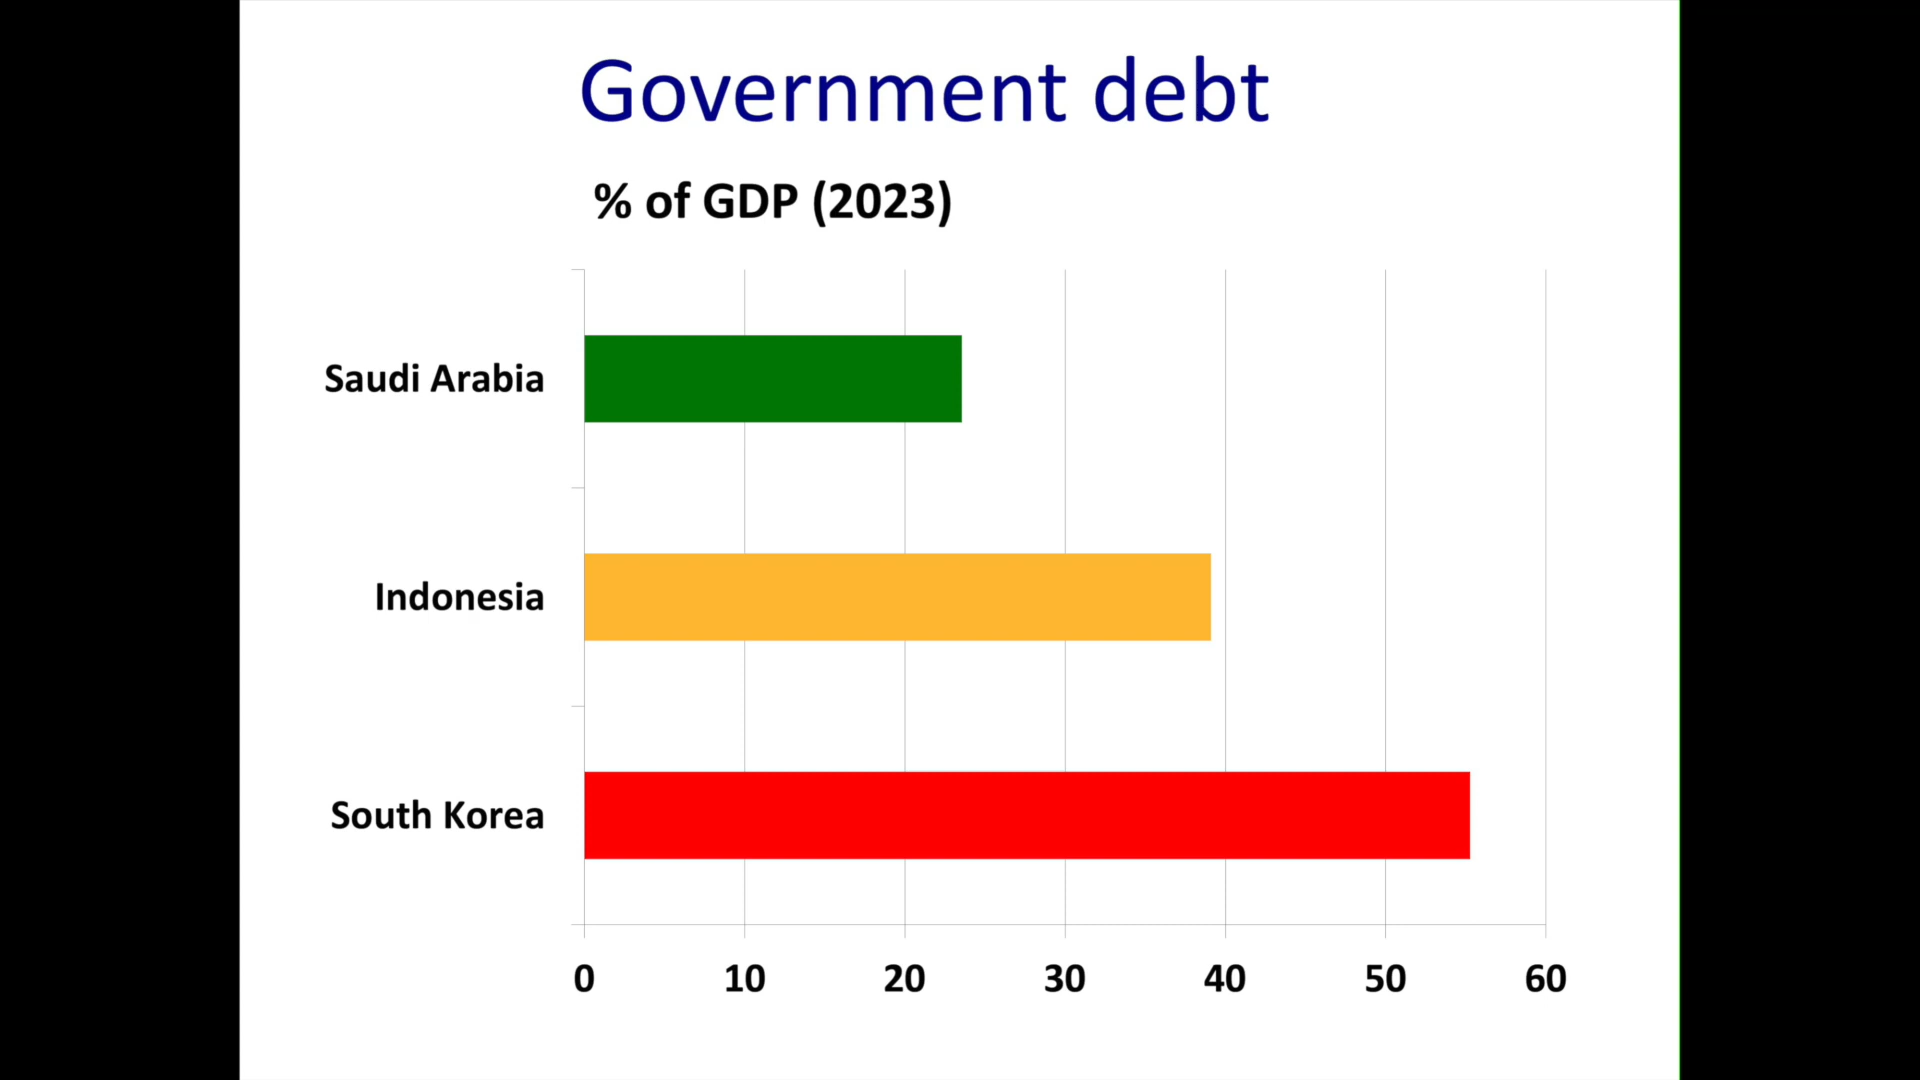 Government debt
% of GDP (2023)
Saudi Arabia
Indonesia
South Korea
0 10 20 30 40 50 60